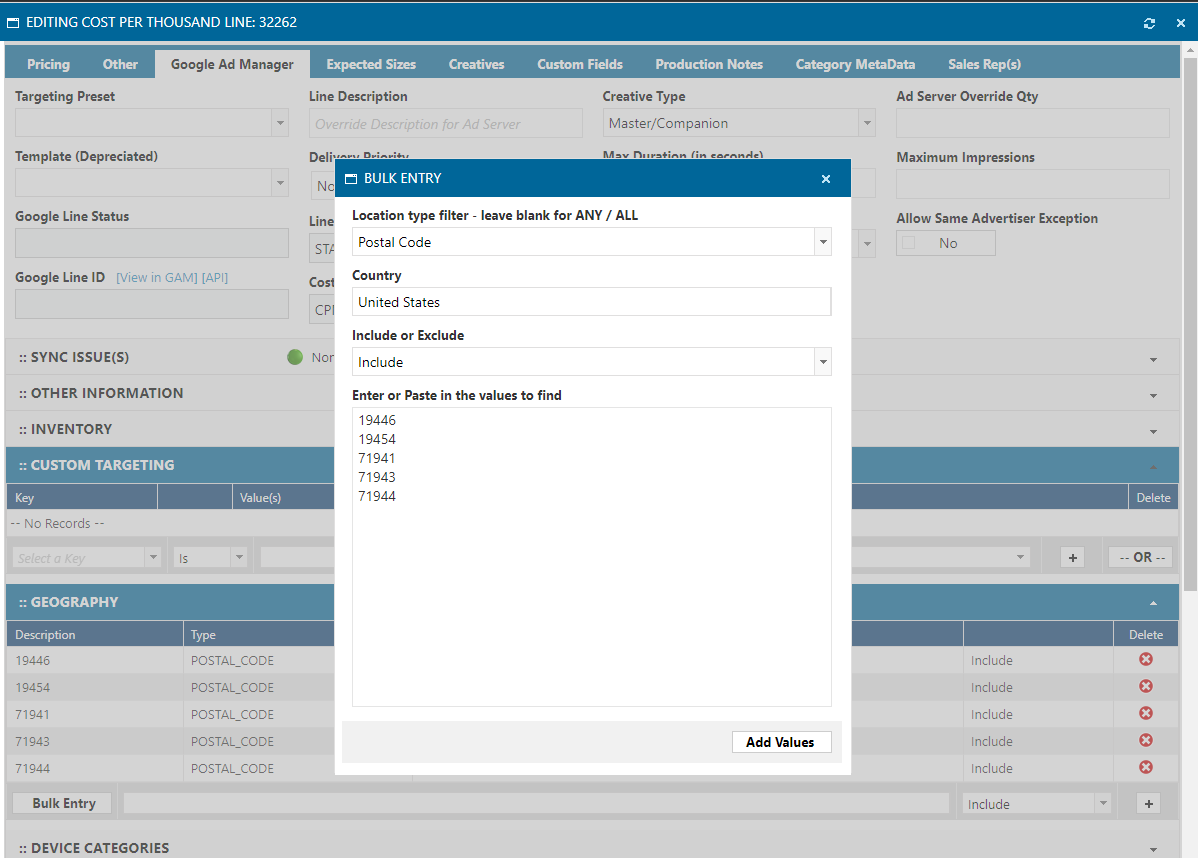 EDITING COST PER THOUSAND LINE: 32262
Pricing Other Google Ad Manager Expected Sizes Creatives Custom Fields Production Notes Category MetaData Sales Rep(s)
Targeting Preset
Line Description
Override Description for Ad Server
Creative Type
Master/Companion
Ad Server Override Qty
Template (Depreciated)
Delivery Priority
No
Max Duration (in seconds)
Maximum Impressions
Google Line Status
Line
STA
Allow Same Advertiser Exception
No
Google Line ID [View in GAM] [API]
Cost
CPM
:: SYNC ISSUE(S)
Non
:: OTHER INFORMATION
:: INVENTORY
:: CUSTOM TARGETING
Key Value(s) Delete
-- No Records --
Select a Key Is + -- OR --
:: GEOGRAPHY
Description Type Delete
19446 POSTAL_CODE Include
19454 POSTAL_CODE Include
71941 POSTAL_CODE Include
71943 POSTAL_CODE Include
71944 POSTAL_CODE Include
Bulk Entry Include +
:: DEVICE CATEGORIES
BULK ENTRY
Location type filter - leave blank for ANY / ALL
Postal Code
Country
United States
Include or Exclude
Include
Enter or Paste in the values to find
19446
19454
71941
71943
71944
Add Values